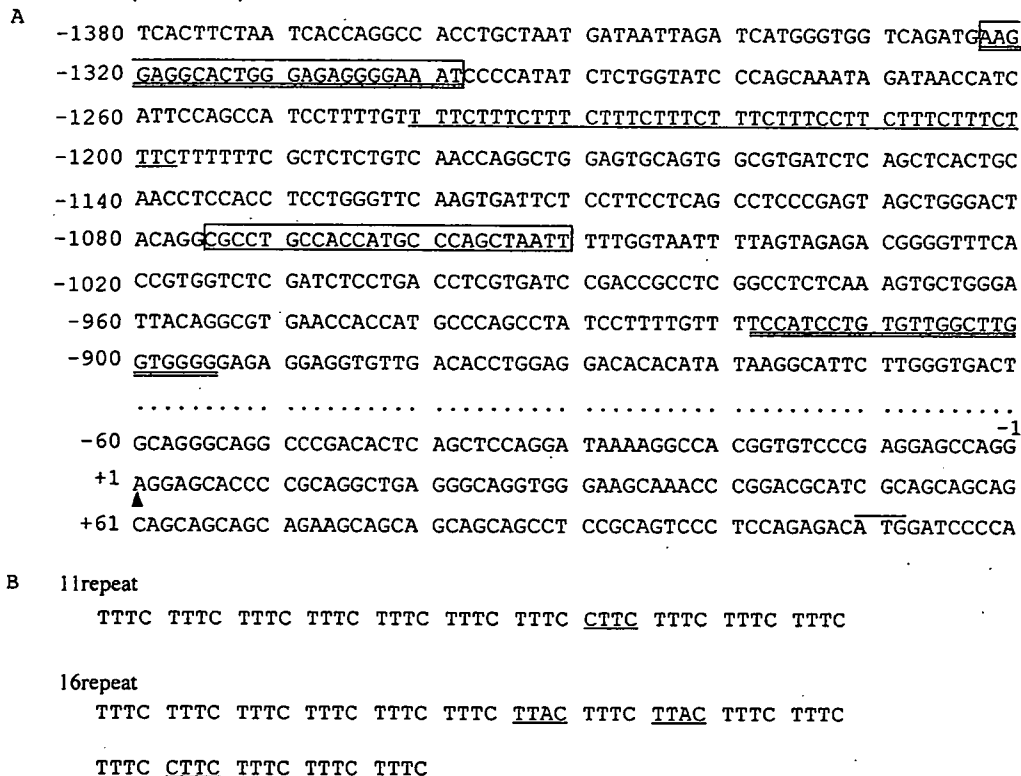 A
-1380 TCACTTCTAA TCACCAGGCC ACCTGCTAAT GATAATTAGA TCATGGGTGG TCAGATGAAG
-1320 GAGGCACTGG GAGAGGGGAA ATCCCCATAT CTCTGGTATC CCAGCAAATA GATAACCATC
-1260 ATTCCAGCCA TCCTTTTGTT TTCTTTCTTT CTTTCTTTCT TTCTTTCCTT CTTTCTTTCT
-1200 TTCTTTTTTC GCTCTCTGTC AACCAGGCTG GAGTGCAGTG GCGTGATCTC AGCTCACTGC
-1140 AACCTCCACC TCCTGGGTTC AAGTGATTCT CCTTCCTCAG CCTCCCGAGT AGCTGGGACT
-1080 ACAGGCGCCT GCCACCATGC CCAGCTAATT TTTGGTAATT TTAGTAGAGA CGGGGTTTCA
-1020 CCGTGGTCTC GATCTCCTGA CCTCGTGATC CGACCGCCTC GGCCTCTCAA AGTGCTGGGA
-960 TTACAGGCGT GAACCACCAT GCCCAGCCTA TCCTTTTGTT TTCCATCCTG TGTTGGCTTG
-900 GTGGGGGAGA GGAGGTGTTG ACACCTGGAG GACACACATA TAAGGCATTC TTGGGTGACT
.......... .......... .......... .......... .......... ..........
-1
-60 GCAGGGCAGG CCCGACACTC AGCTCCAGGA TAAAAGGCCA CGGTGTCCCG AGGAGCCAGG
+1 AGGAGCACCC CGCAGGCTGA GGGCAGGTGG GAAGCAAACC CGGACGCATC GCAGCAGCAG
+61 CAGCAGCAGC AGAAGCAGCA GCAGCAGCCT CCGCAGTCCC TCCAGAGACA TGGATCCCCA
B 11repeat
TTTC TTTC TTTC TTTC TTTC TTTC TTTC CTTC TTTC TTTC TTTC
16repeat
TTTC TTTC TTTC TTTC TTTC TTTC TTAC TTTC TTAC TTTC TTTC
TTTC CTTC TTTC TTTC TTTC